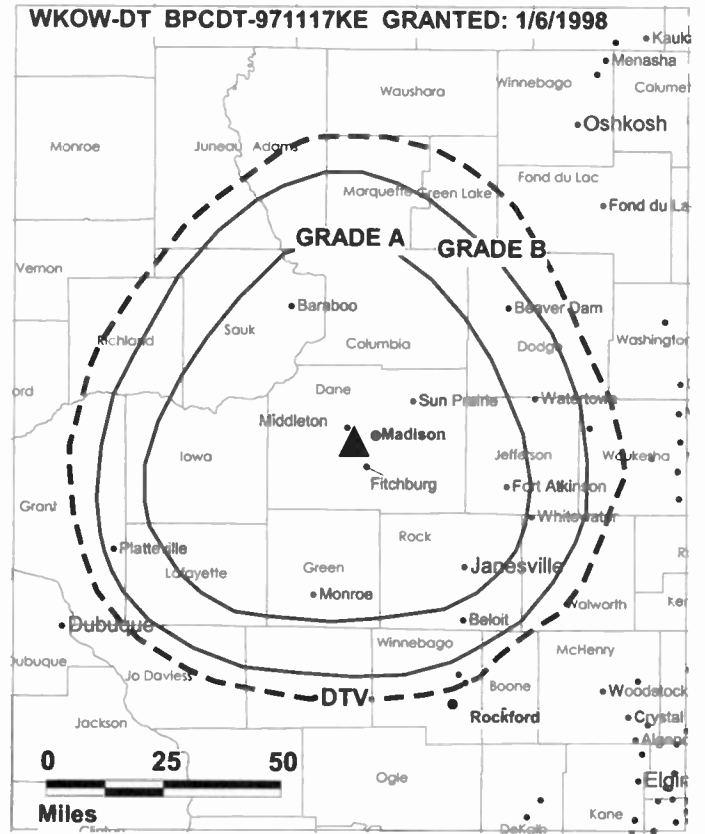 WKOW-DT BPCDT-971117KE GRANTED: 1/6/1998
Menasha
Waushara
Winnebago
Calumet
Oshkosh
Monroe
Juneau
Adams
Fond du Lac
Marquette
Green Lake
Fond du La
GRADE A
GRADE B
Vernon
Baraboo
Beaver Dam
Sauk
Richland
Columbia
Dodge
Washington
Dane
ord
Sun Prairie
Watertown
Middleton
Madison
Iowa
Jefferson
Waukesha
Fitchburg
Fort Atkinson
Grant
Whitewater
Rock
Platteville
Lafayette
Green
Janesville
Monroe
Walworth
Ken
Dubuque
Beloit
Winnebago
McHenry
Dubuque
Jo Daviess
Boone
DTV
Woodstock
Rockford
Jackson
Crystal
0 25 50
Ogle
Elgin
Miles
Kane
DeKalb